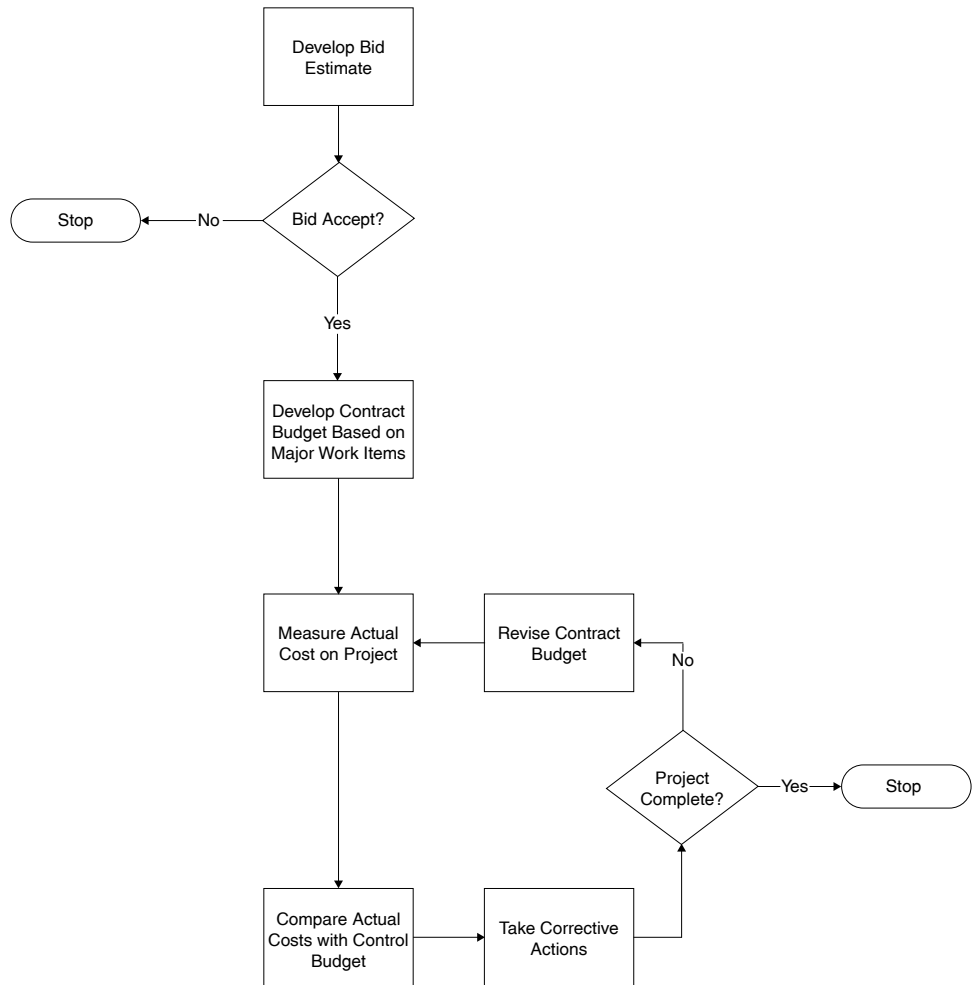 Develop Bid
Estimate
Stop
No
Bid Accept?
Yes
Develop Contract
Budget Based on
Major Work Items
Measure Actual
Cost on Project
Revise Contract
Budget
No
Project
Complete?
Yes
Stop
Compare Actual
Costs with Control
Budget
Take Corrective
Actions